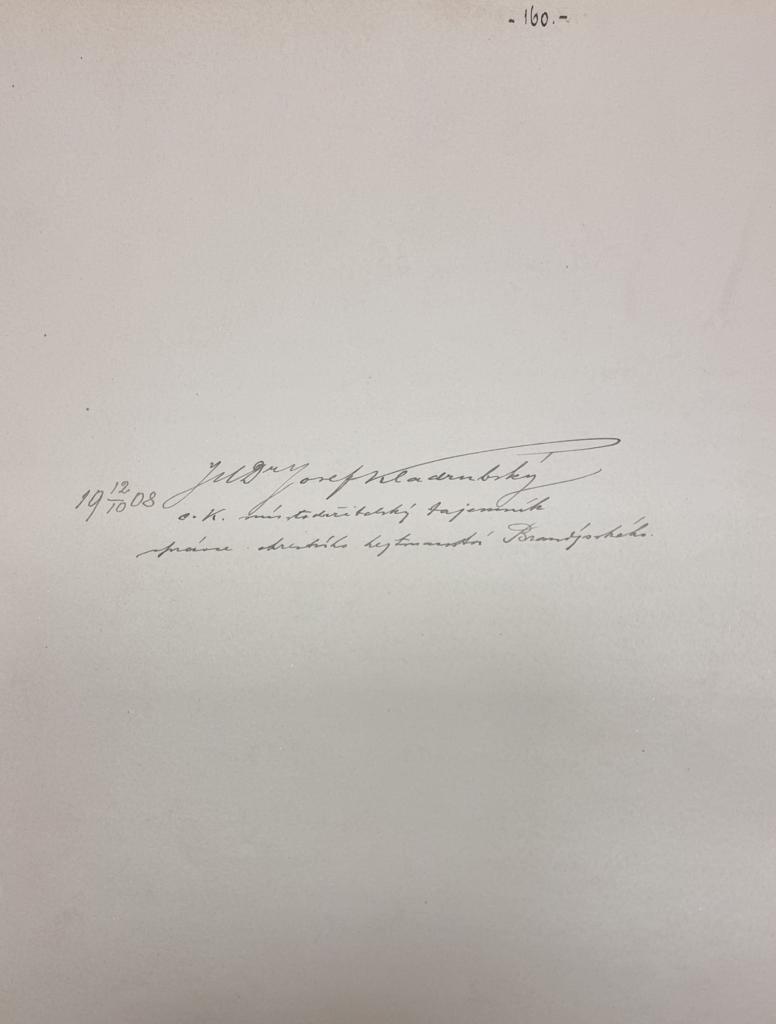 - 160. -
19 12/10 08 JUDr Josef Kladrubský
c. k. místodržitelský tajemník
správce okresního hejtmanství Brandýského.